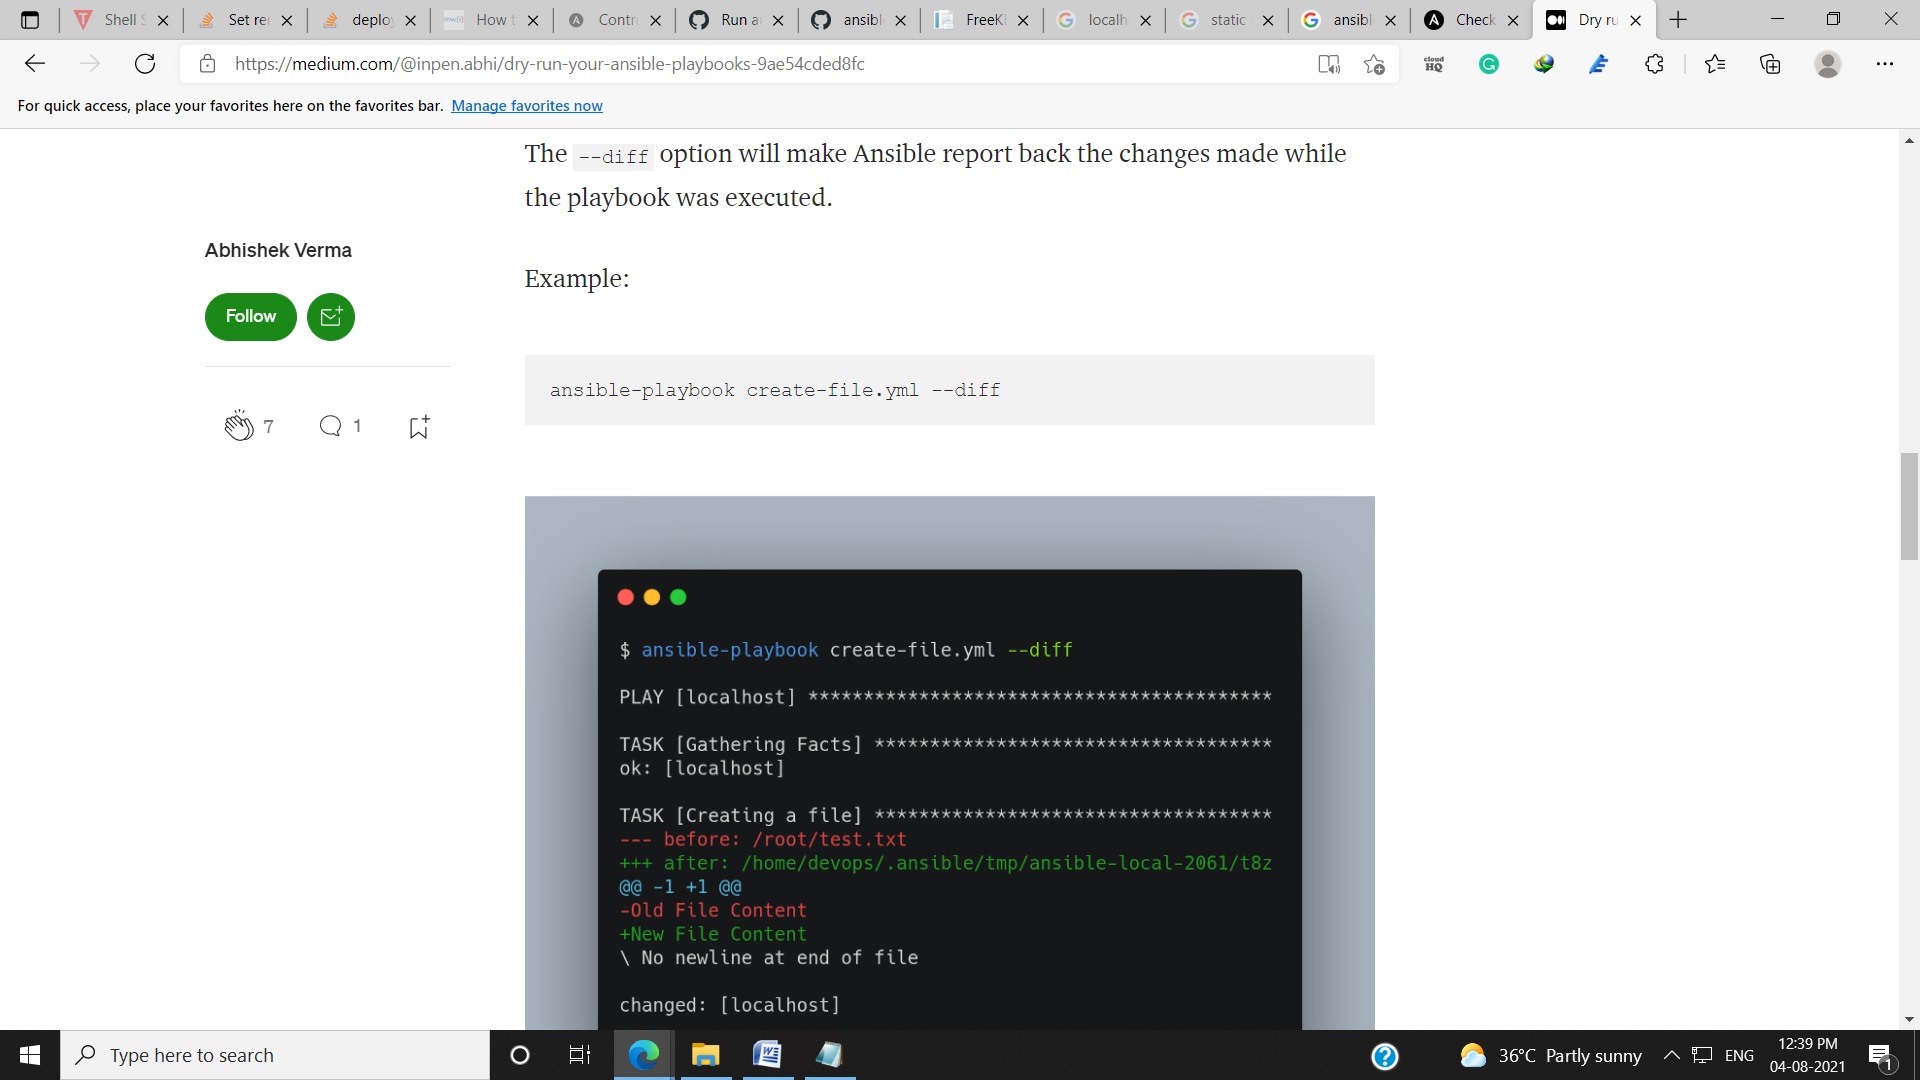 Shell S
Set re
deplo
How t
Contr
Run a
ansibl
FreeKi
localh
static
ansibl
Check
Dry ru
https://medium.com/@inpen.abhi/dry-run-your-ansible-playbooks-9ae54cded8fc
cloud
HQ
For quick access, place your favorites here on the favorites bar. Manage favorites now
The --diff option will make Ansible report back the changes made while
the playbook was executed.
Abhishek Verma
Example:
Follow
ansible-playbook create-file.yml --diff
7 1
$ ansible-playbook create-file.yml --diff
PLAY [localhost] ******************************************
TASK [Gathering Facts] ************************************
ok: [localhost]
TASK [Creating a file] ************************************
--- before: /root/test.txt
+++ after: /home/devops/.ansible/tmp/ansible-local-2061/t8z
@@ -1 +1 @@
-Old File Content
+New File Content
\ No newline at end of file
changed: [localhost]
Type here to search
36°C Partly sunny
ENG
12:39 PM
04-08-2021
1